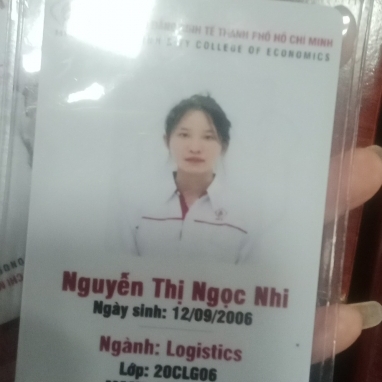 KINH TẾ THÀNH PHỐ HỒ CHÍ MINH
CITY COLLEGE OF ECONOMICS
Nguyễn Thị Ngọc Nhi
Ngày sinh: 12/09/2006
Ngành: Logistics
Lớp: 20CLG06